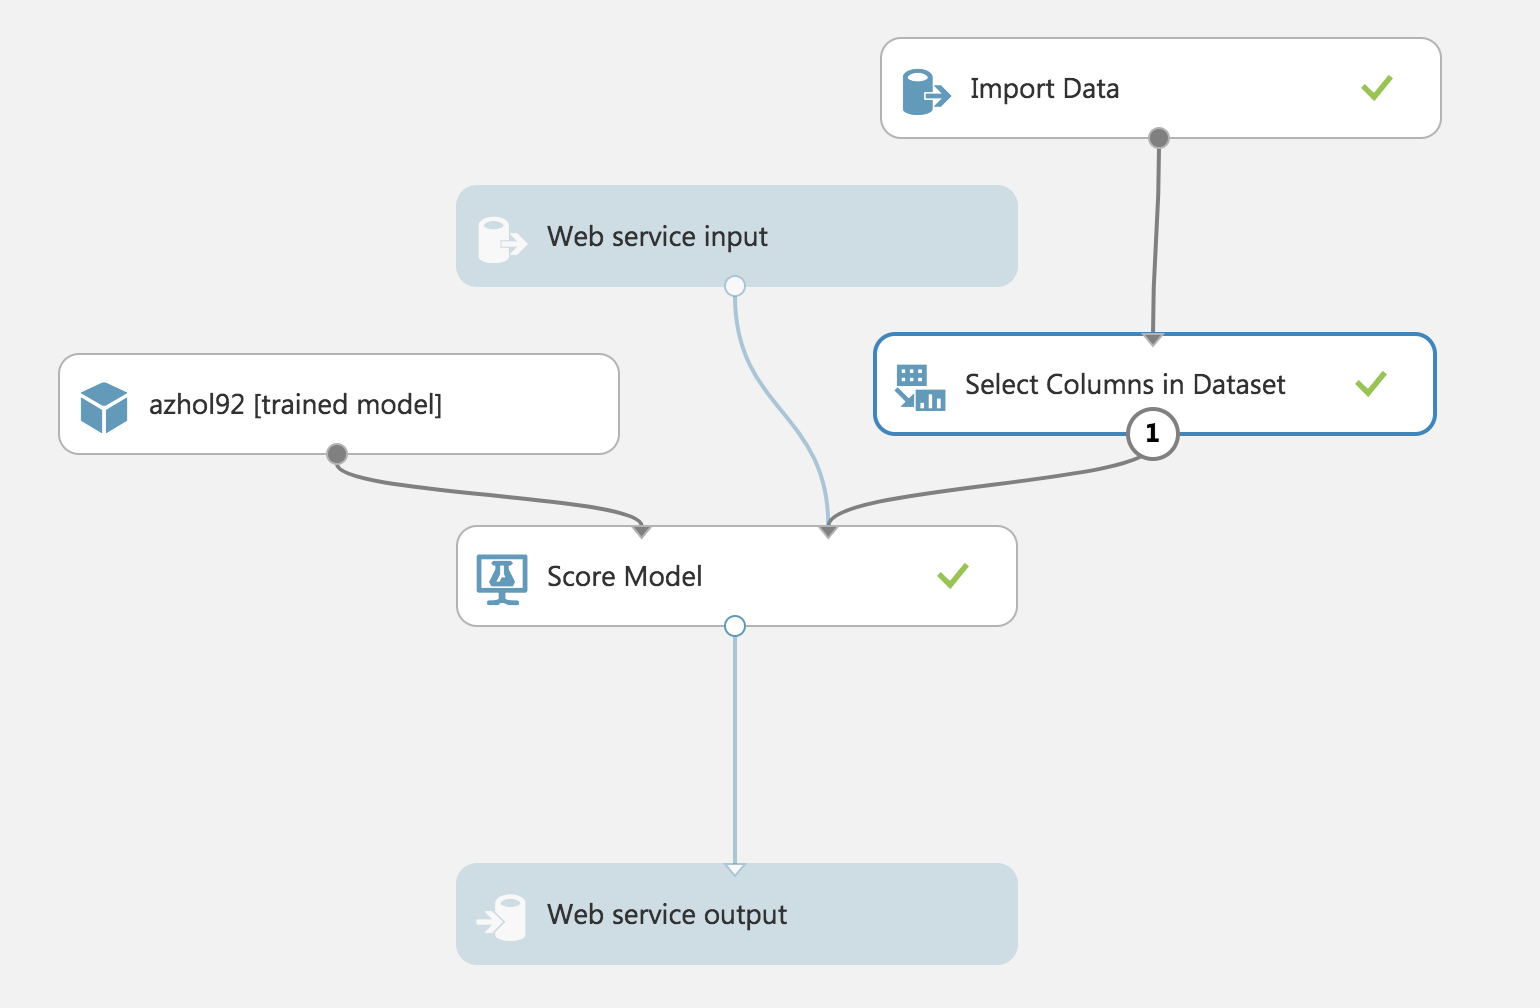 Import Data
Web service input
Select Columns in Dataset
1
azhol92 [trained model]
Score Model
Web service output